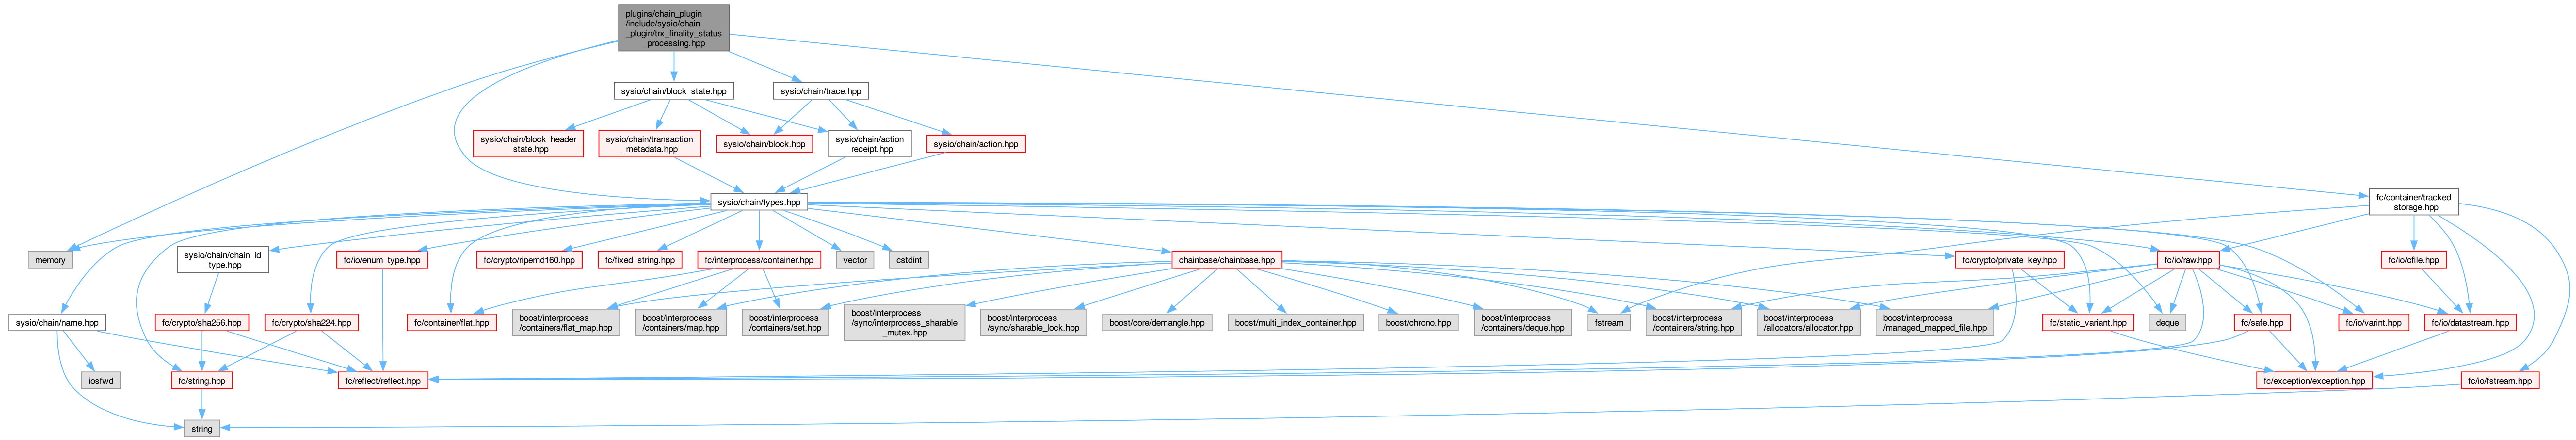 plugins/chain_plugin
/include/sysio/chain
_plugin/trx_finality_status
_processing.hpp
sysio/chain/block_state.hpp
sysio/chain/trace.hpp
sysio/chain/block_header
_state.hpp
sysio/chain/transaction
_metadata.hpp
sysio/chain/block.hpp
sysio/chain/action
_receipt.hpp
sysio/chain/action.hpp
sysio/chain/types.hpp
fc/container/tracked
_storage.hpp
memory
sysio/chain/chain_id
_type.hpp
fc/io/enum_type.hpp
fc/crypto/ripemd160.hpp
fc/fixed_string.hpp
fc/interprocess/container.hpp
vector
cstdint
chainbase/chainbase.hpp
fc/crypto/private_key.hpp
fc/io/raw.hpp
fc/io/cfile.hpp
sysio/chain/name.hpp
fc/crypto/sha256.hpp
fc/crypto/sha224.hpp
fc/container/flat.hpp
boost/interprocess
/containers/flat_map.hpp
boost/interprocess
/containers/map.hpp
boost/interprocess
/containers/set.hpp
boost/interprocess
/sync/interprocess_sharable
_mutex.hpp
boost/interprocess
/sync/sharable_lock.hpp
boost/core/demangle.hpp
boost/multi_index_container.hpp
boost/chrono.hpp
boost/interprocess
/containers/deque.hpp
fstream
boost/interprocess
/containers/string.hpp
boost/interprocess
/allocators/allocator.hpp
boost/interprocess
/managed_mapped_file.hpp
fc/static_variant.hpp
deque
fc/safe.hpp
fc/io/varint.hpp
fc/io/datastream.hpp
iosfwd
fc/string.hpp
fc/reflect/reflect.hpp
fc/exception/exception.hpp
fc/io/fstream.hpp
string